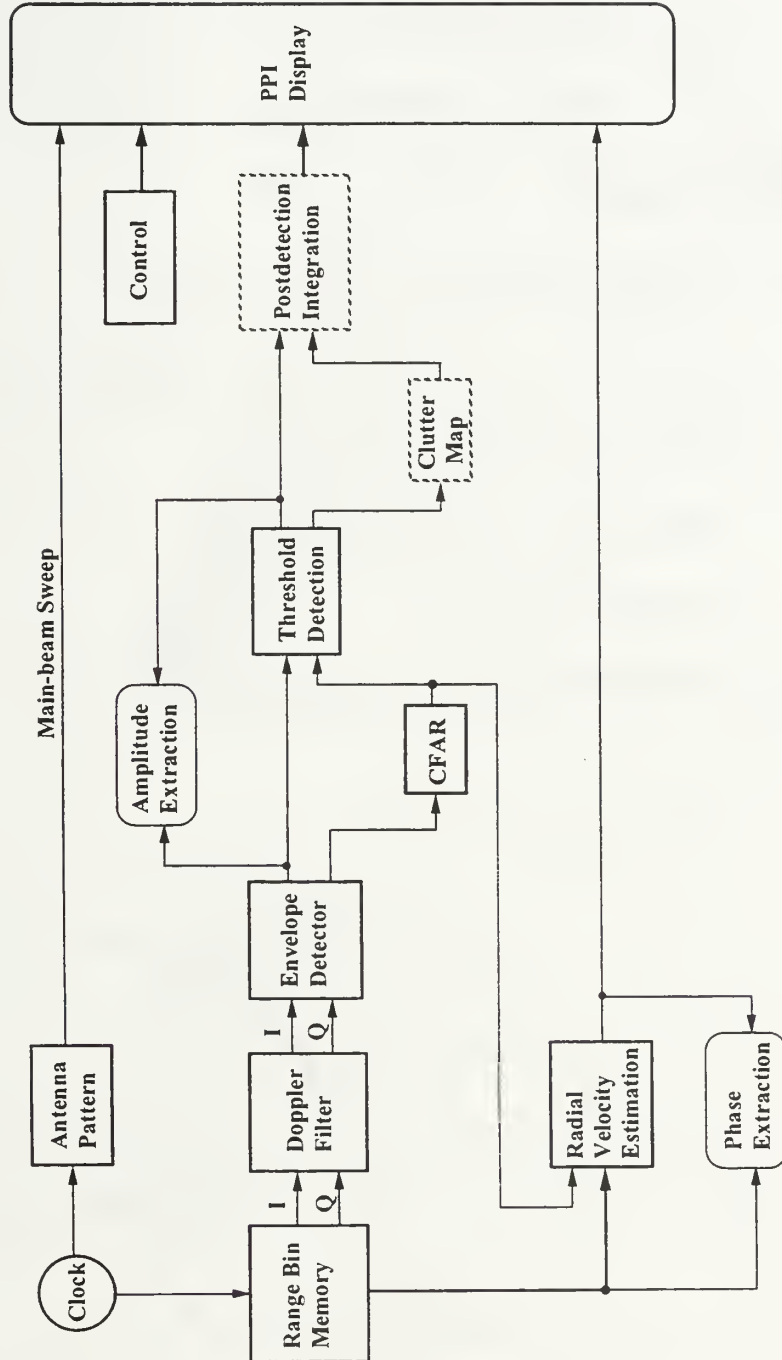 Clock
Antenna
Pattern
Main-beam Sweep
Control
PPI
Display
Amplitude
Extraction
Range Bin
Memory
I
Q
Doppler
Filter
I
Q
Envelope
Detector
Threshold
Detection
Postdetection
Integration
CFAR
Clutter
Map
Radial
Velocity
Estimation
Phase
Extraction